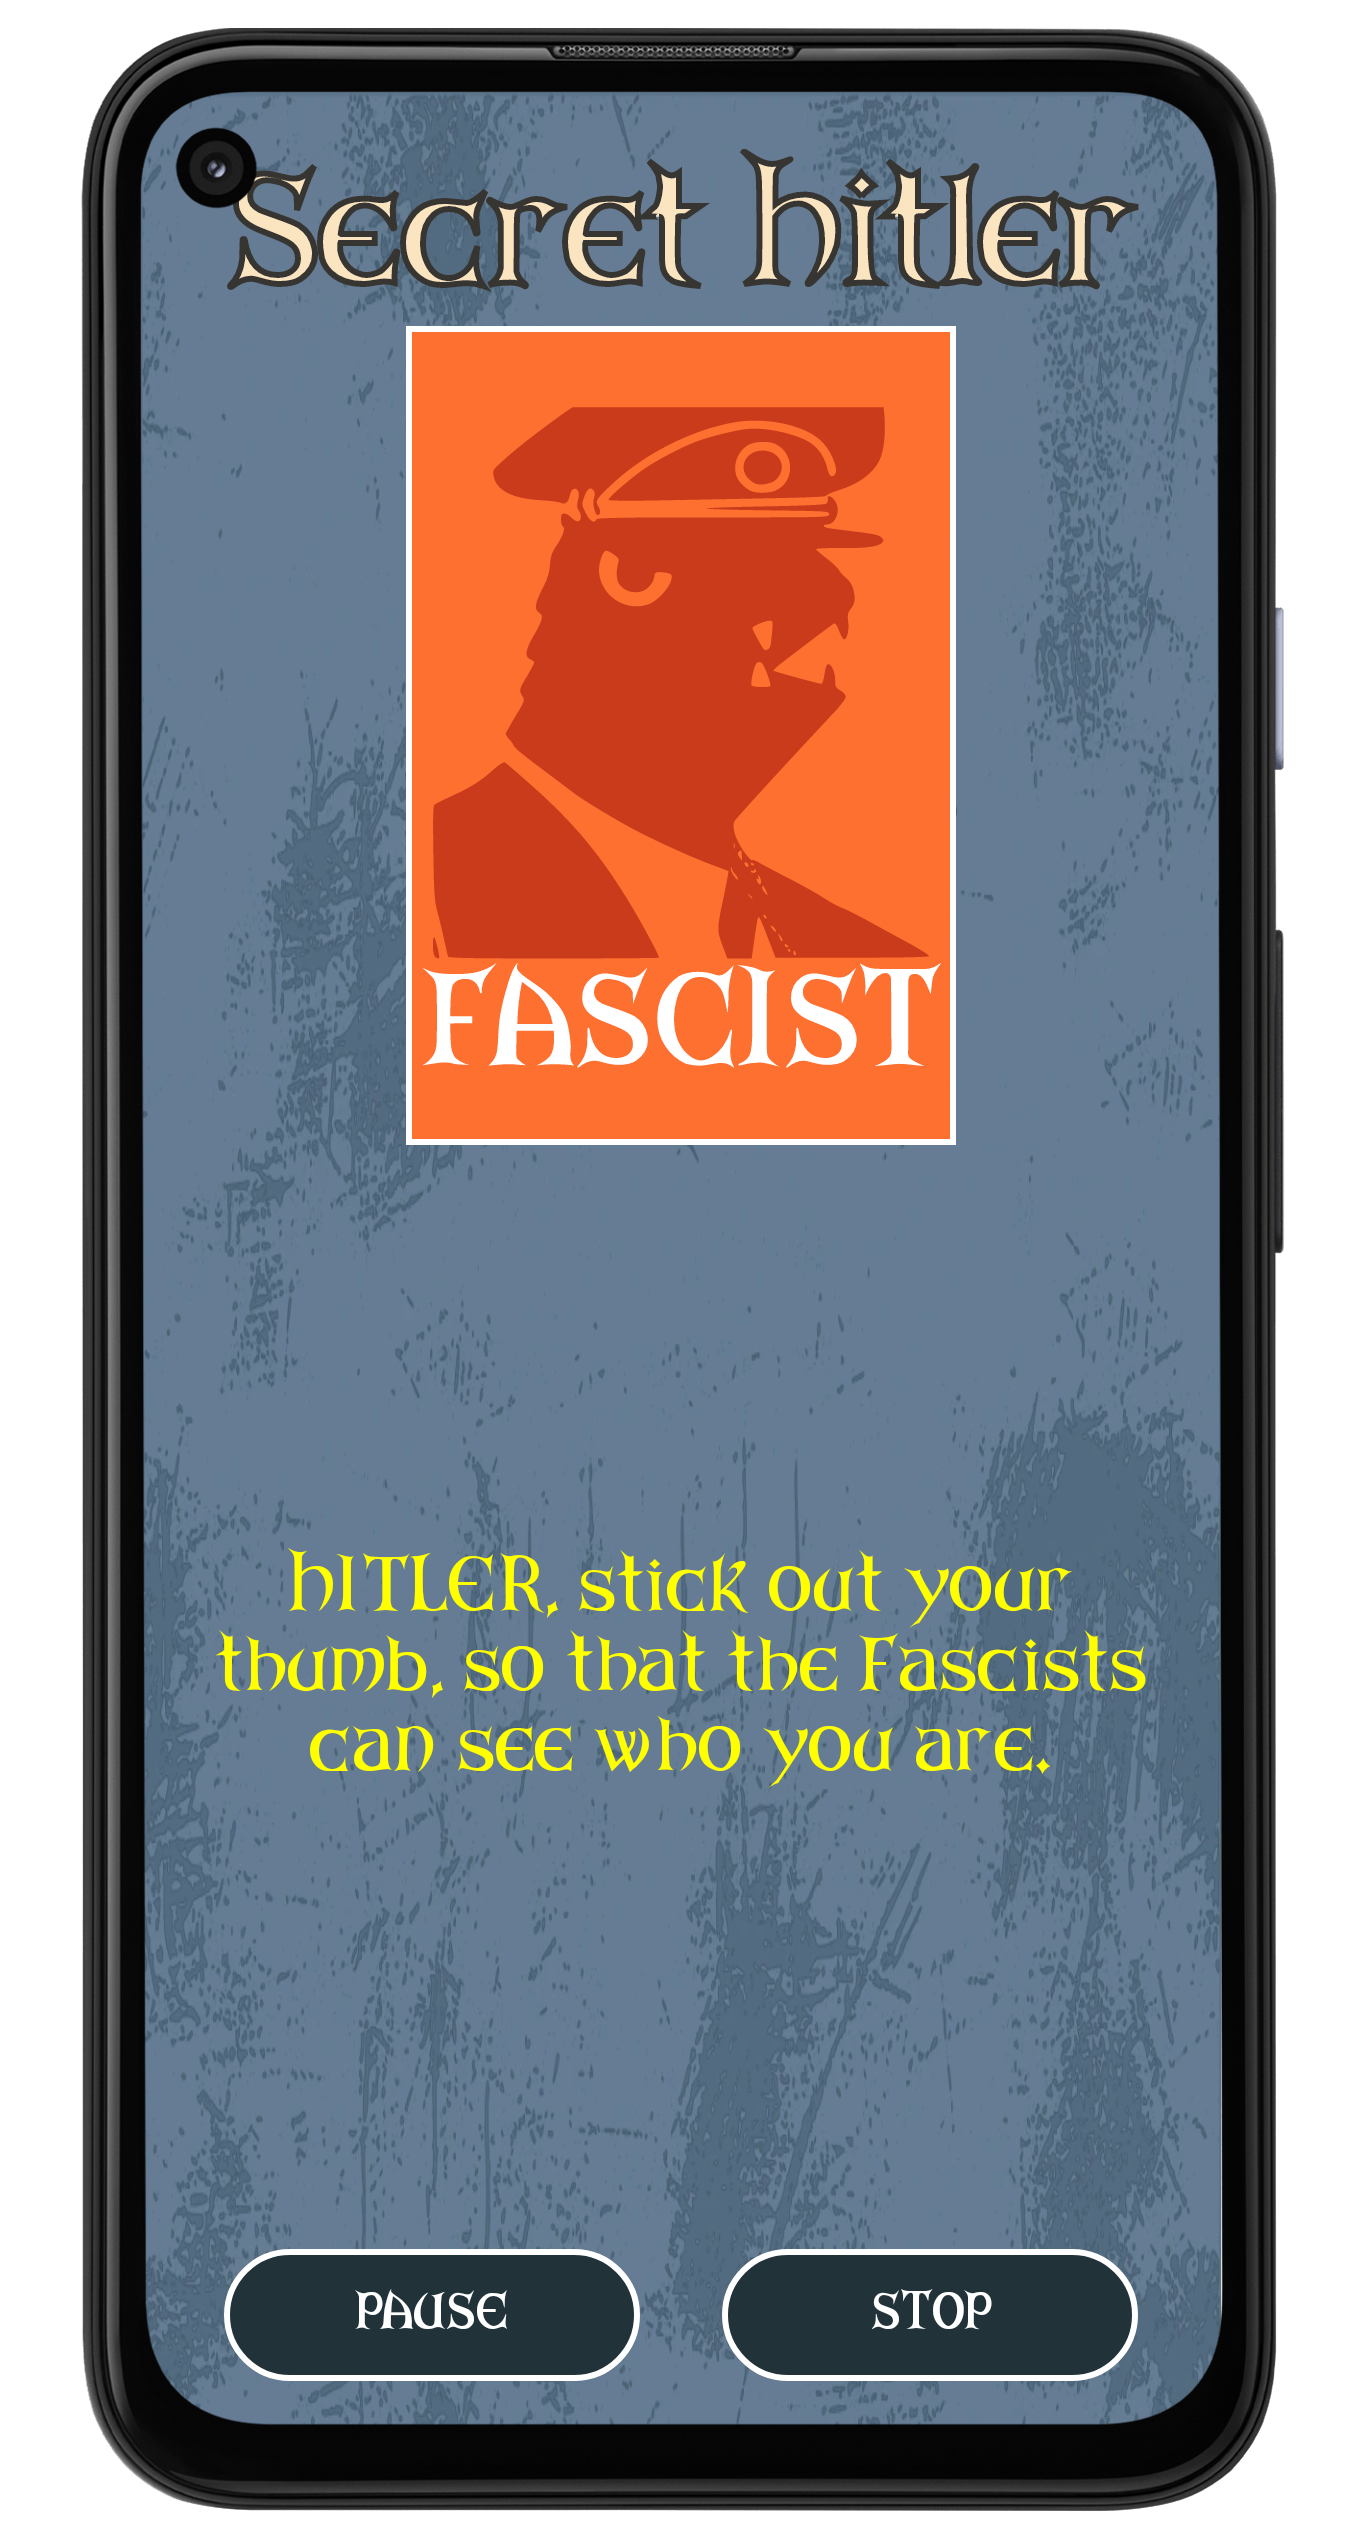 Secret hitler
FASCIST
hITLER, stick out your
thumb, so that the Fascists
can see who you are.
PAUSE
STOP